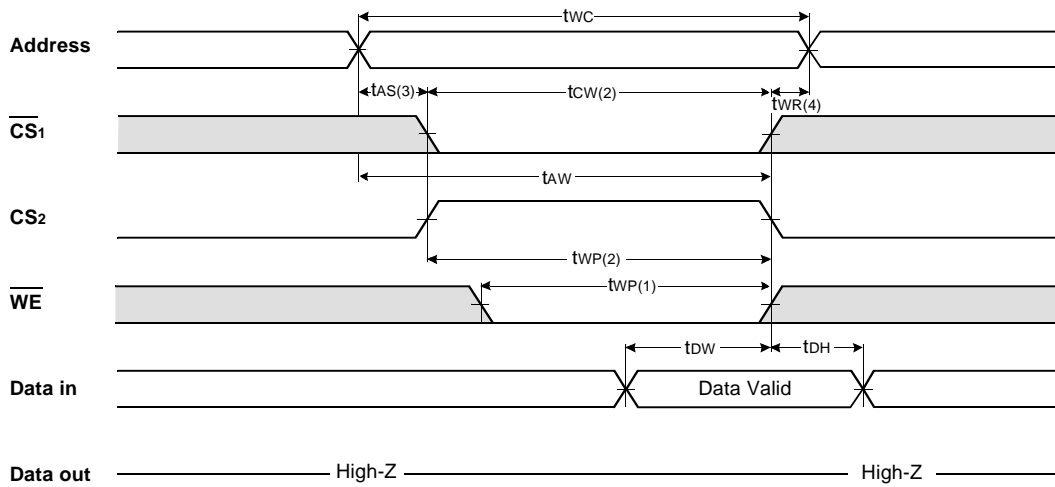 tWC
Address
tAS(3)
tCW(2)
tWR(4)
CS1
tAW
CS2
tWP(2)
tWP(1)
WE
tDW
tDH
Data in
Data Valid
Data out
High-Z
High-Z